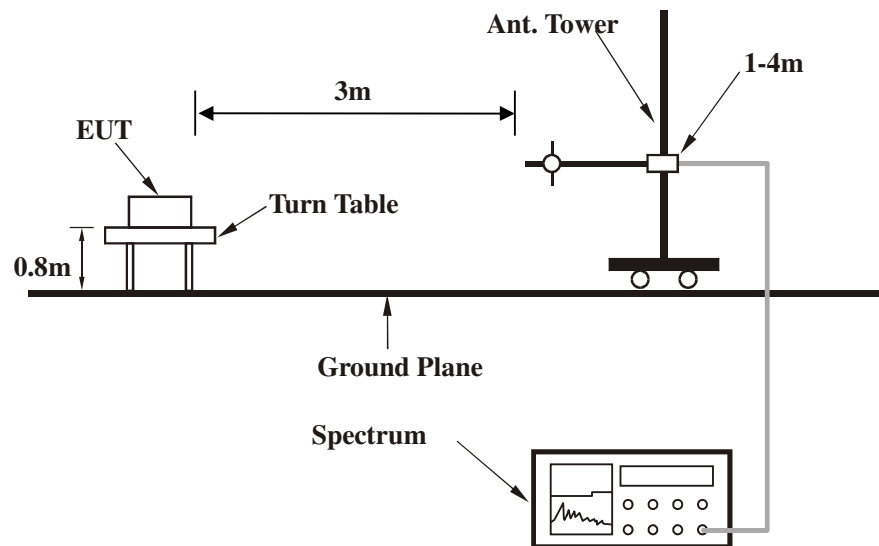 Ant. Tower
1-4m
3m
EUT
Turn Table
0.8m
Ground Plane
Spectrum